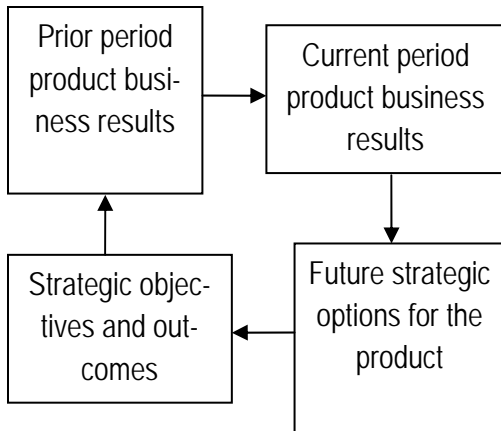 Prior period
product busi-
ness results
Current period
product business
results
Strategic objec-
tives and out-
comes
Future strategic
options for the
product